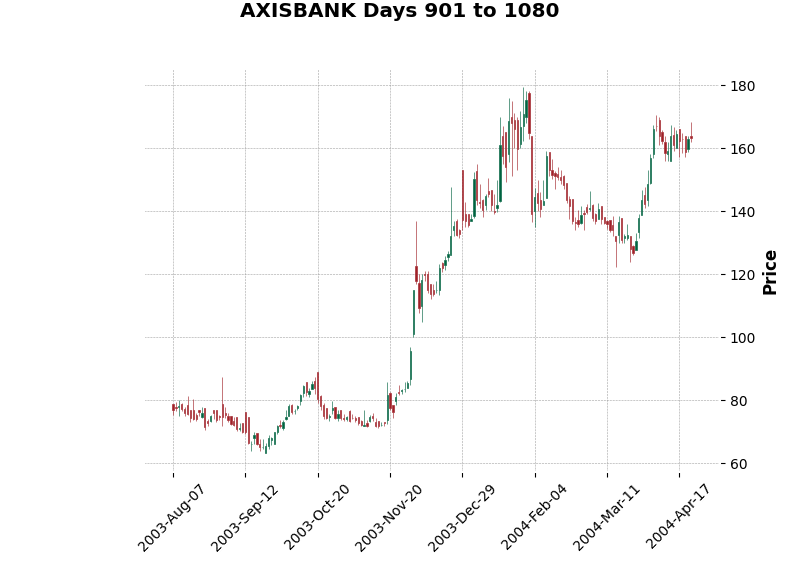 AXISBANK Days 901 to 1080
180
160
140
120
100
80
60
Price
2003-Aug-07
2003-Sep-12
2003-Oct-20
2003-Nov-20
2003-Dec-29
2004-Feb-04
2004-Mar-11
2004-Apr-17